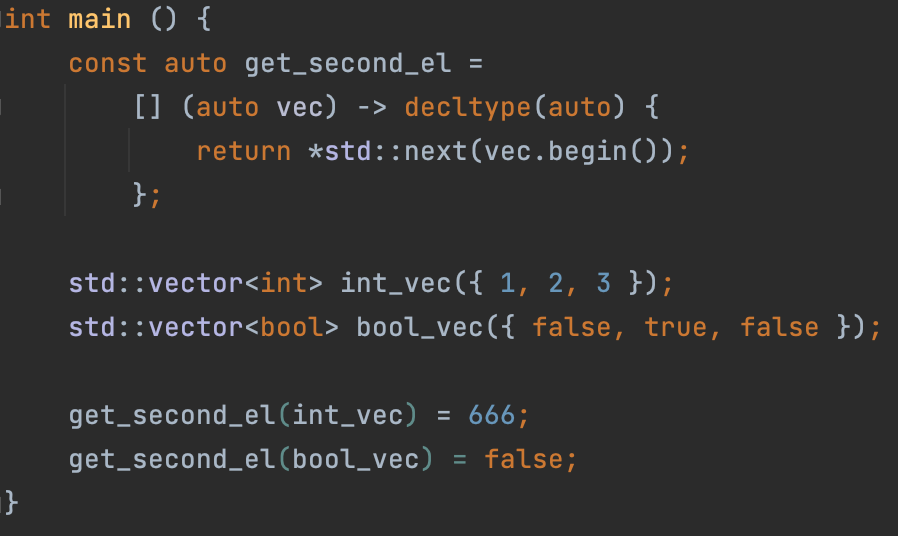 int main () {
    const auto get_second_el =
        [] (auto vec) -> decltype(auto) {
            return *std::next(vec.begin());
        };

    std::vector<int> int_vec({ 1, 2, 3 });
    std::vector<bool> bool_vec({ false, true, false });

    get_second_el(int_vec) = 666;
    get_second_el(bool_vec) = false;
}